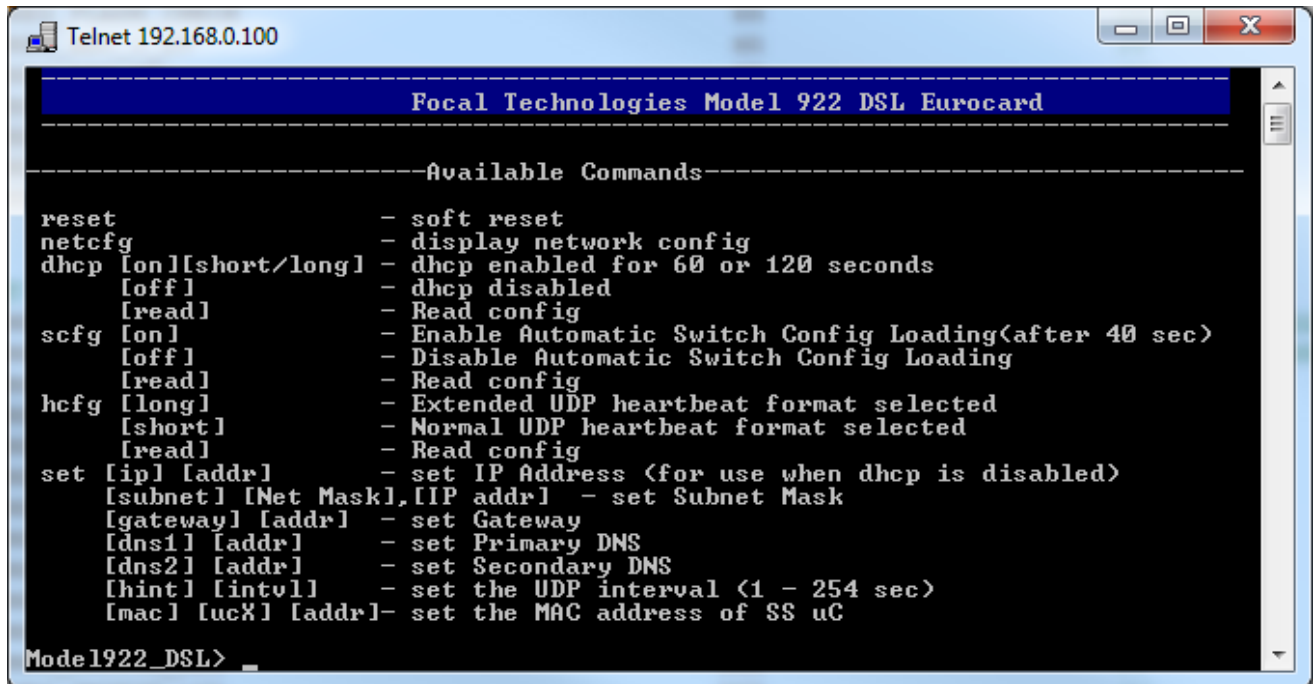 Telnet 192.168.0.100
--------------------------------------------------------------------------------
Focal Technologies Model 922 DSL Eurocard
--------------------------------------------------------------------------------
--------------------------Available Commands-----------------------------------
reset                 - soft reset
netcfg                - display network config
dhcp [on][short/long] - dhcp enabled for 60 or 120 seconds
     [off]            - dhcp disabled
     [read]           - Read config
scfg [on]             - Enable Automatic Switch Config Loading(after 40 sec)
     [off]            - Disable Automatic Switch Config Loading
     [read]           - Read config
hcfg [long]           - Extended UDP heartbeat format selected
     [short]          - Normal UDP heartbeat format selected
     [read]           - Read config
set [ip] [addr]       - set IP Address (for use when dhcp is disabled)
    [subnet] [Net Mask],[IP addr]  - set Subnet Mask
    [gateway] [addr]  - set Gateway
    [dns1] [addr]     - set Primary DNS
    [dns2] [addr]     - set Secondary DNS
    [hint] [intvl]    - set the UDP interval (1 - 254 sec)
    [mac] [ucX] [addr]- set the MAC address of SS uC
Model922_DSL> _